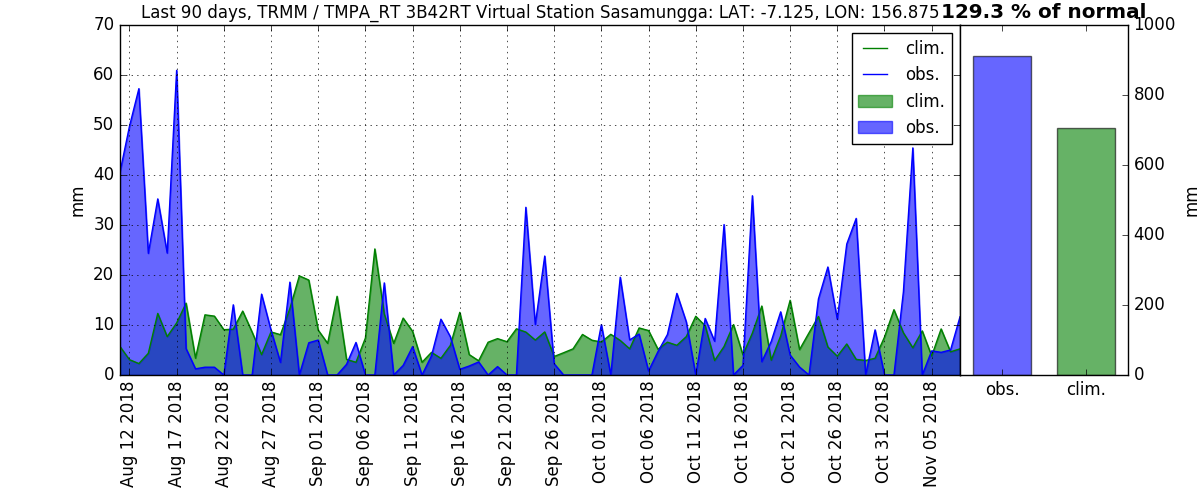 Last 90 days, TRMM / TMPA_RT 3B42RT Virtual Station Sasamungga: LAT: -7.125, LON: 156.875
129.3 % of normal
70
60
50
40
30
20
10
0
mm
clim.
obs.
clim.
obs.
Aug 12 2018
Aug 17 2018
Aug 22 2018
Aug 27 2018
Sep 01 2018
Sep 06 2018
Sep 11 2018
Sep 16 2018
Sep 21 2018
Sep 26 2018
Oct 01 2018
Oct 06 2018
Oct 11 2018
Oct 16 2018
Oct 21 2018
Oct 26 2018
Oct 31 2018
Nov 05 2018
1000
800
600
400
200
0
mm
obs.
clim.